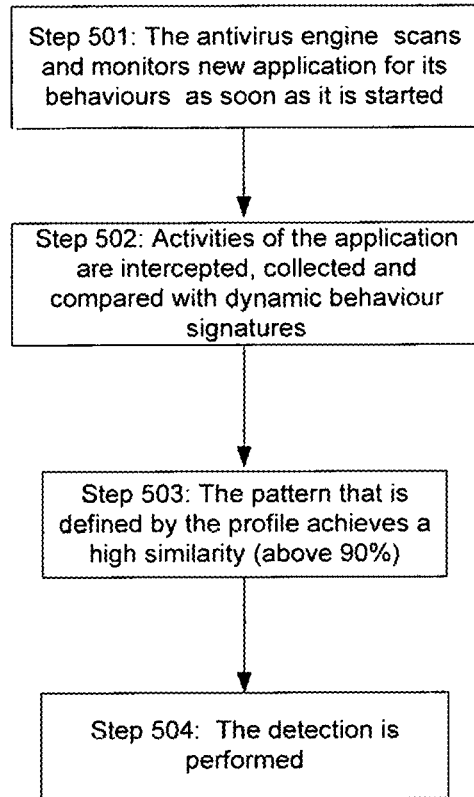 Step 501: The antivirus engine scans
and monitors new application for its
behaviours as soon as it is started
Step 502: Activities of the application
are intercepted, collected and
compared with dynamic behaviour
signatures
Step 503: The pattern that is
defined by the profile achieves a
high similarity (above 90%)
Step 504: The detection is
performed